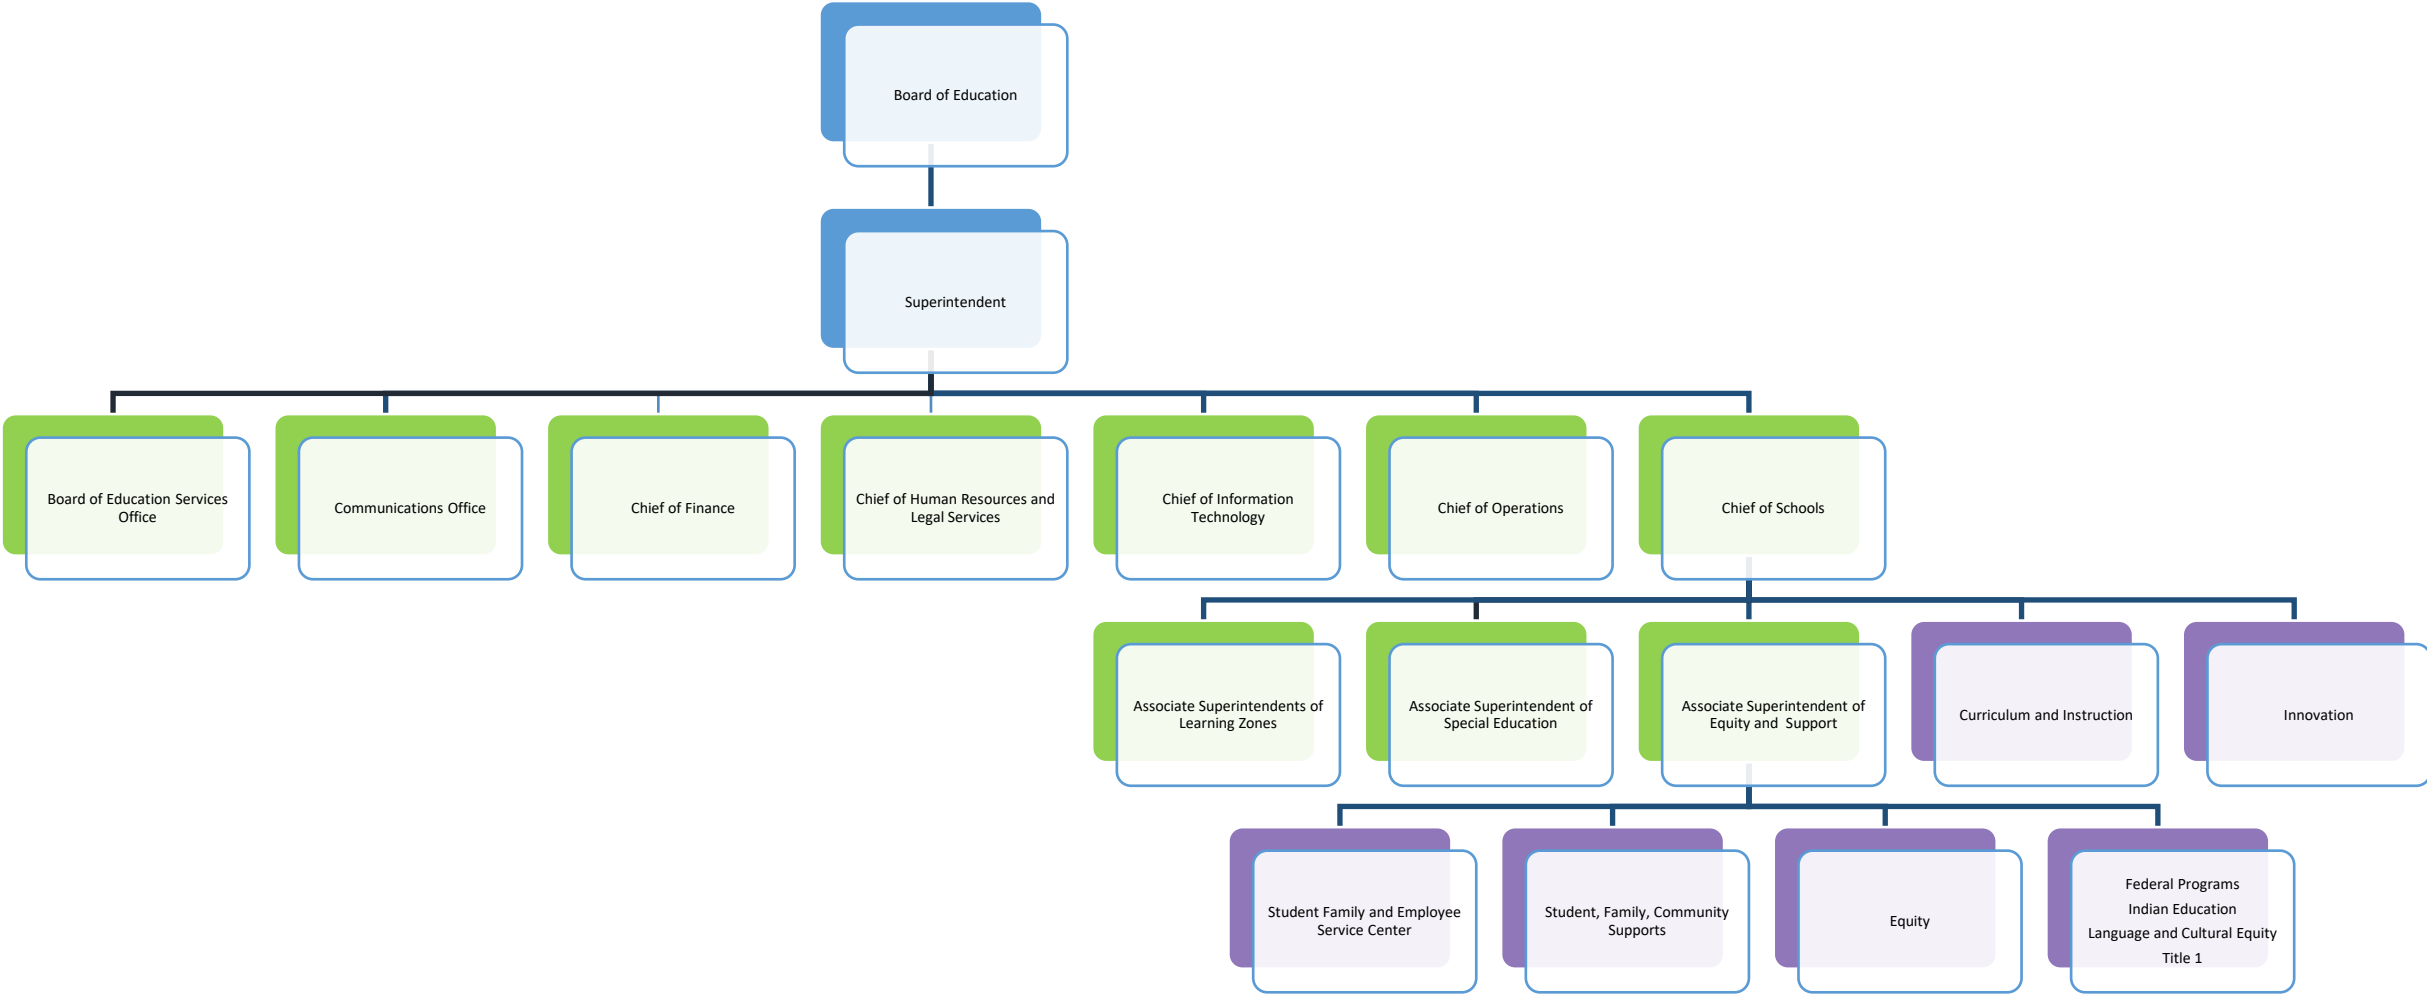 Board of Education
Superintendent
Board of Education Services
Office
Communications Office
Chief of Finance
Chief of Human Resources and
Legal Services
Chief of Information
Technology
Chief of Operations
Chief of Schools
Associate Superintendents of
Learning Zones
Associate Superintendent of
Special Education
Associate Superintendent of
Equity and  Support
Curriculum and Instruction
Innovation
Student Family and Employee
Service Center
Student, Family, Community
Supports
Equity
Federal Programs
Indian Education
Language and Cultural Equity
Title 1